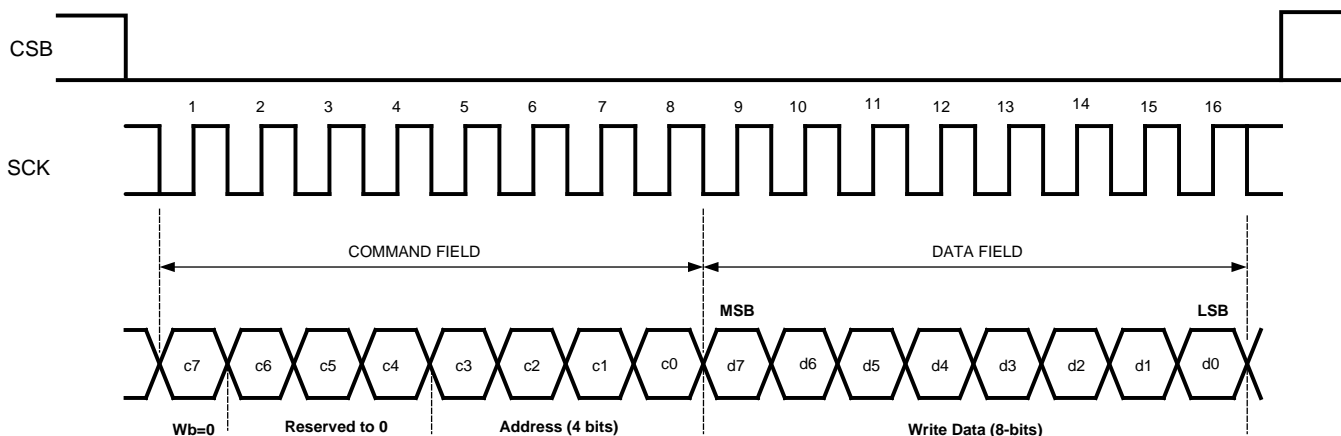 CSB
1 2 3 4 5 6 7 8 9 10 11 12 13 14 15 16
SCK
COMMAND FIELD DATA FIELD
MSB LSB
c7 c6 c5 c4 c3 c2 c1 c0 d7 d6 d5 d4 d3 d2 d1 d0
Wb=0 Reserved to 0 Address (4 bits) Write Data (8-bits)